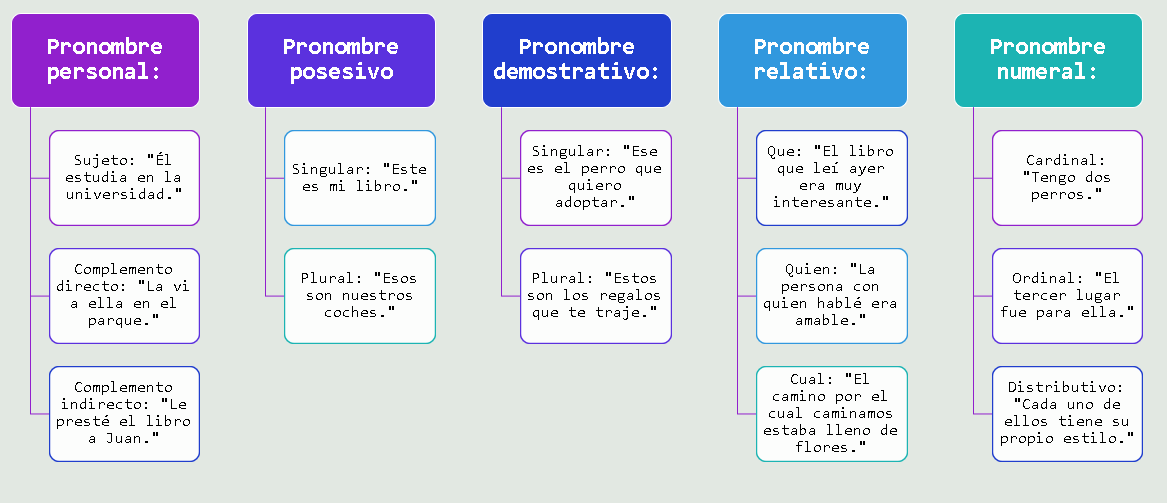 Pronombre
personal:
Sujeto: "Él
estudia en la
universidad."
Complemento
directo: "La vi
a ella en el
parque."
Complemento
indirecto: "Le
presté el libro
a Juan."
Pronombre
posesivo
Singular: "Este
es mi libro."
Plural: "Esos
son nuestros
coches."
Pronombre
demostrativo:
Singular: "Ese
es el perro que
quiero
adoptar."
Plural: "Estos
son los regalos
que te traje."
Pronombre
relativo:
Que: "El libro
que leí ayer
era muy
interesante."
Quien: "La
persona con
quien hablé era
amable."
Cual: "El
camino por el
cual caminamos
estaba lleno de
flores."
Pronombre
numeral:
Cardinal:
"Tengo dos
perros."
Ordinal: "El
tercer lugar
fue para ella."
Distributivo:
"Cada uno de
ellos tiene su
propio estilo."